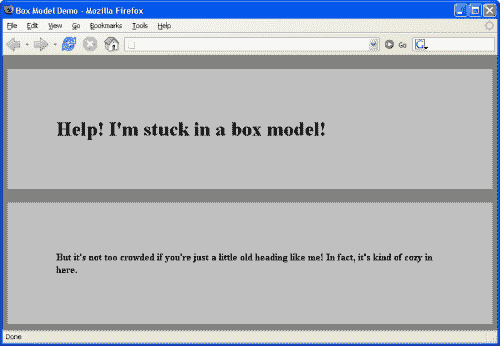 Box Model Demo - Mozilla Firefox
File Edit View Go Bookmarks Tools Help
Go
Help! I'm stuck in a box model!
But it's not too crowded if you're just a little old heading like me! In fact, it's kind of cozy in
here.
Done